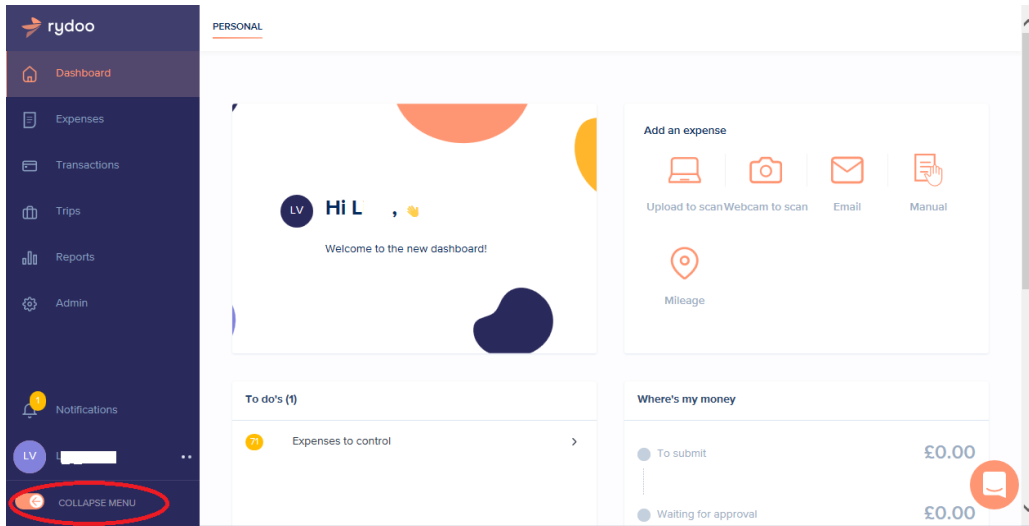 rydoo
Dashboard
Expenses
Transactions
Trips
Reports
Admin
1
Notifications
LV
L
COLLAPSE MENU
PERSONAL
LV Hi L , 👋
Welcome to the new dashboard!
Add an expense
Upload to scan Webcam to scan Email Manual
Mileage
To do's (1)
71 Expenses to control
Where's my money
To submit £0.00
Waiting for approval £0.00